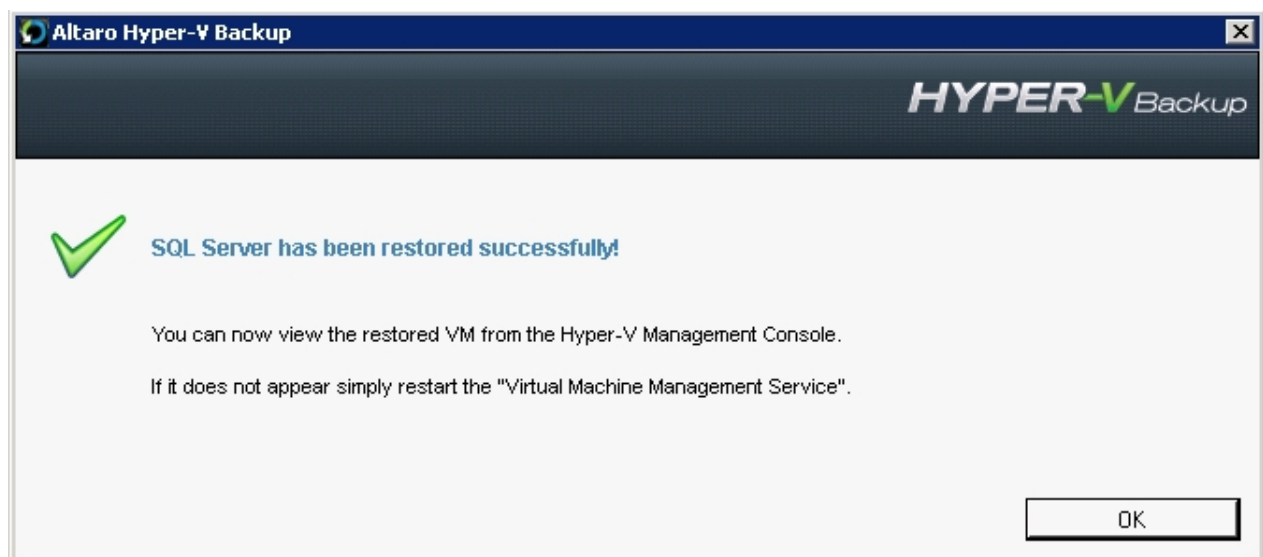 Altaro Hyper-V Backup
HYPER-V Backup
SQL Server has been restored successfully!
You can now view the restored VM from the Hyper-V Management Console.
If it does not appear simply restart the "Virtual Machine Management Service".
OK